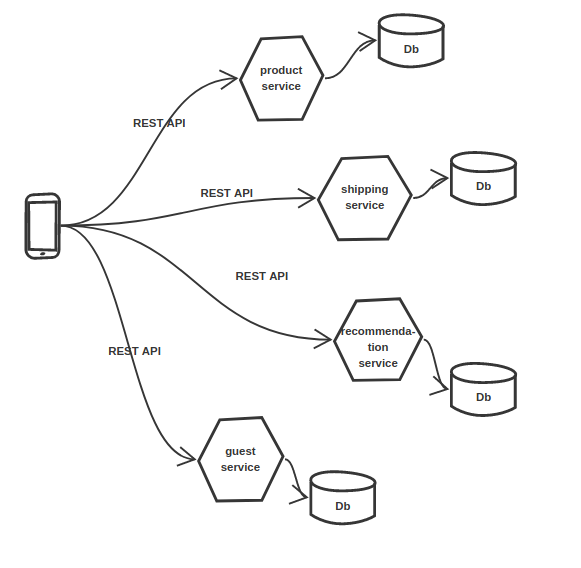 Db
product
service
REST API
Db
shipping
service
REST API
REST API
recommenda-
tion
service
REST API
Db
guest
service
Db